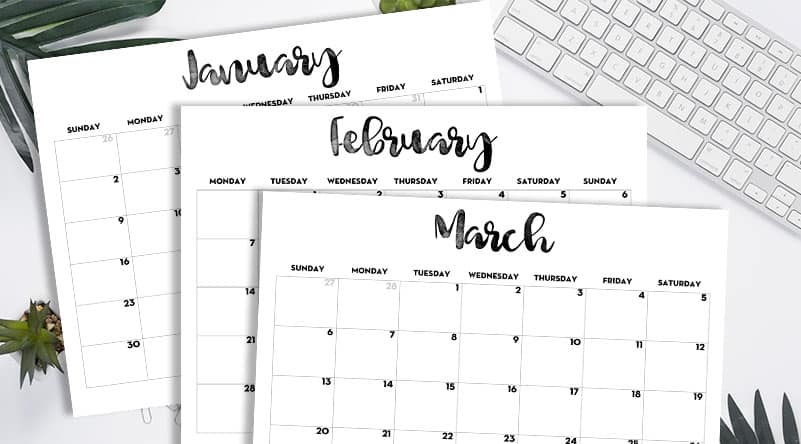 January
SUNDAY MONDAY WEDNESDAY THURSDAY FRIDAY SATURDAY
26 27 31 1
2 3
9 10
16
23
30
February
MONDAY TUESDAY WEDNESDAY THURSDAY FRIDAY SATURDAY SUNDAY
1 2 3 4 5 6
7
14
21
28
March
SUNDAY MONDAY TUESDAY WEDNESDAY THURSDAY FRIDAY SATURDAY
27 28 1 2 3 4 5
6 7 8 9 10 11 12
13 14 15 16 17 18 19
20 21 22 23